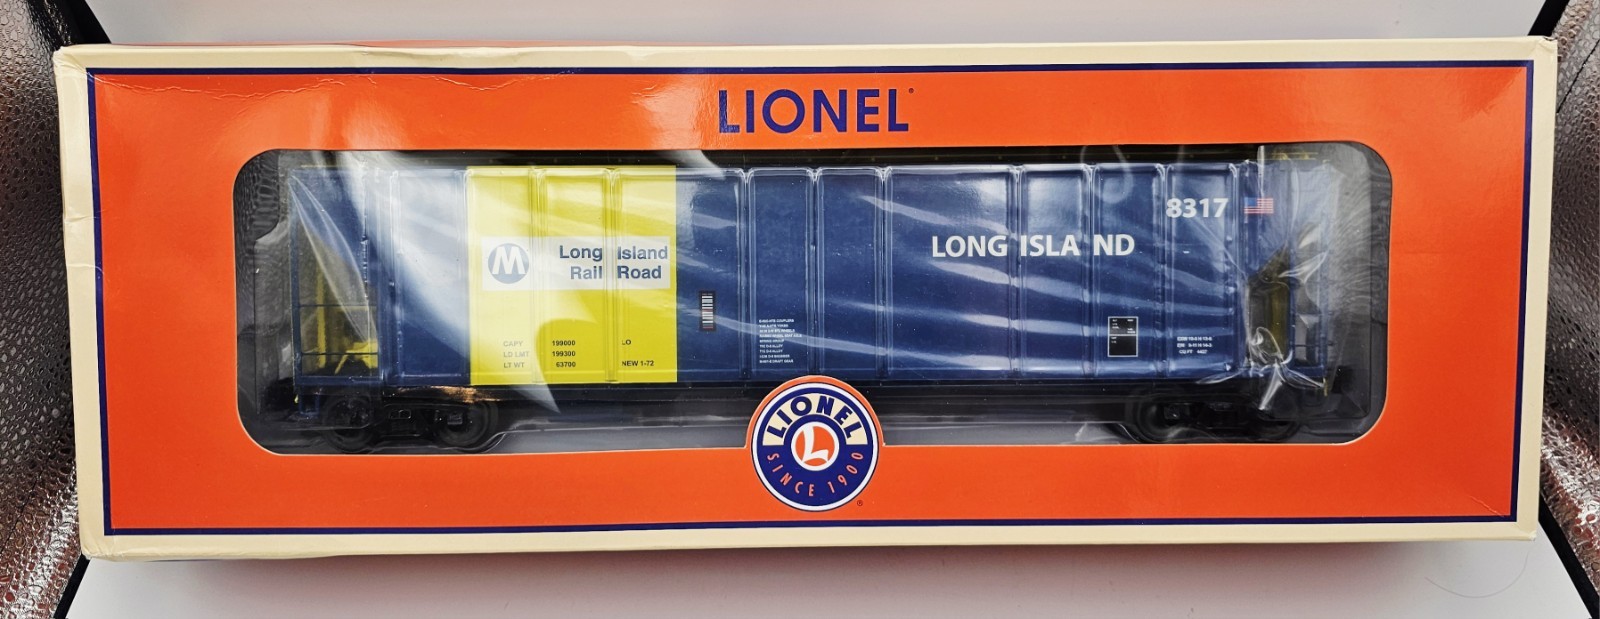 LIONEL
8317
M
Long Island
Rail Road
LONG ISLAND
CAPY 199000 LO
LD LMT 199300
LT WT 63700 NEW 1-72
LIONEL
L
SINCE 1900